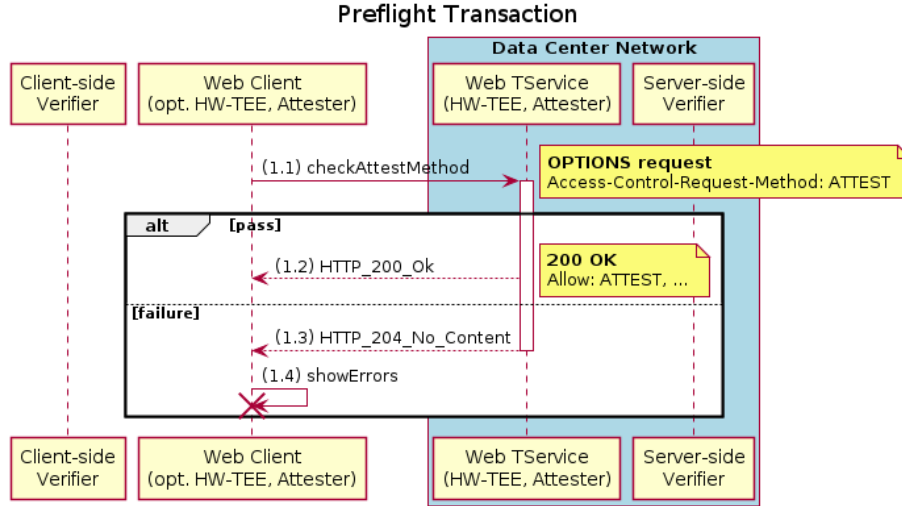 Preflight Transaction
Data Center Network
Client-side
Verifier
Web Client
(opt. HW-TEE, Attester)
Web TService
(HW-TEE, Attester)
Server-side
Verifier
(1.1) checkAttestMethod
OPTIONS request
Access-Control-Request-Method: ATTEST
alt
[pass]
(1.2) HTTP_200_Ok
200 OK
Allow: ATTEST, ...
[failure]
(1.3) HTTP_204_No_Content
(1.4) showErrors
Client-side
Verifier
Web Client
(opt. HW-TEE, Attester)
Web TService
(HW-TEE, Attester)
Server-side
Verifier